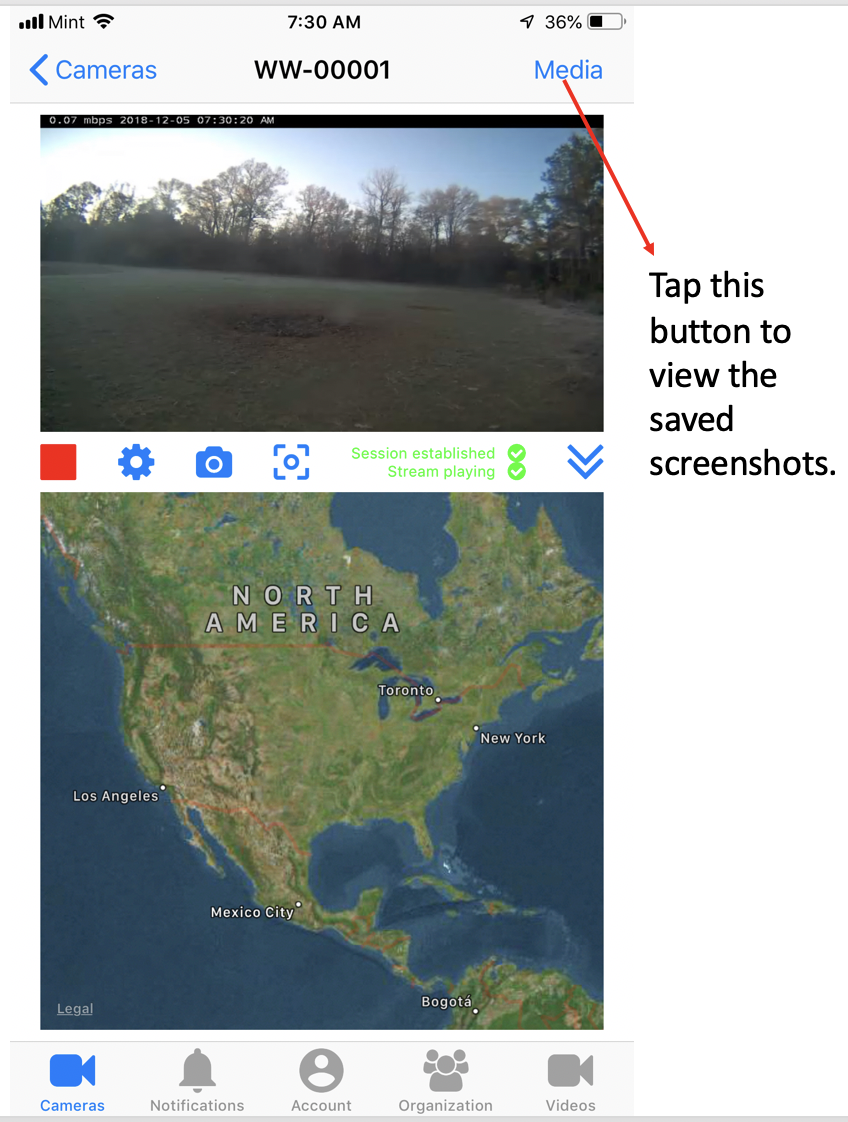 Mint 7:30 AM 36%
Cameras WW-00001 Media
0.07 mbps 2018-12-05 07:30:20 AM
Tap this
button to
view the
saved
screenshots.
Session established
Stream playing
NORTH
AMERICA
Toronto
New York
Los Angeles
Mexico City
Bogotá
Legal
Cameras Notifications Account Organization Videos